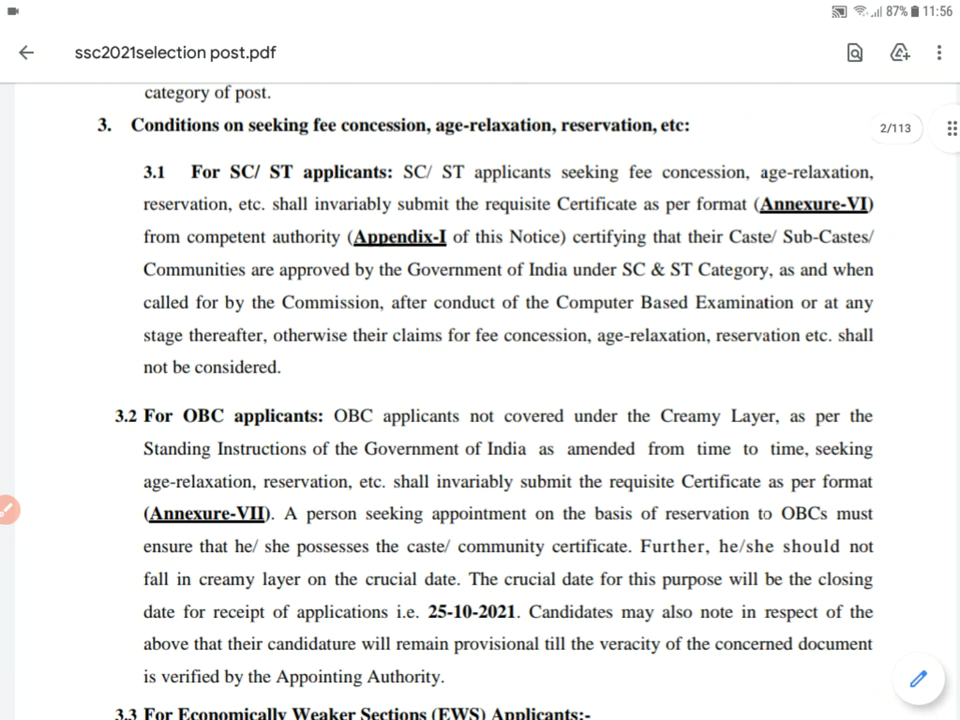 87% 11:56
ssc2021selection post.pdf
category of post.
3. Conditions on seeking fee concession, age-relaxation, reservation, etc:
2/113
3.1 For SC/ ST applicants: SC/ ST applicants seeking fee concession, age-relaxation,
reservation, etc. shall invariably submit the requisite Certificate as per format (Annexure-VI)
from competent authority (Appendix-I of this Notice) certifying that their Caste/ Sub-Castes/
Communities are approved by the Government of India under SC & ST Category, as and when
called for by the Commission, after conduct of the Computer Based Examination or at any
stage thereafter, otherwise their claims for fee concession, age-relaxation, reservation etc. shall
not be considered.
3.2 For OBC applicants: OBC applicants not covered under the Creamy Layer, as per the
Standing Instructions of the Government of India as amended from time to time, seeking
age-relaxation, reservation, etc. shall invariably submit the requisite Certificate as per format
(Annexure-VII). A person seeking appointment on the basis of reservation to OBCs must
ensure that he/ she possesses the caste/ community certificate. Further, he/she should not
fall in creamy layer on the crucial date. The crucial date for this purpose will be the closing
date for receipt of applications i.e. 25-10-2021. Candidates may also note in respect of the
above that their candidature will remain provisional till the veracity of the concerned document
is verified by the Appointing Authority.
3.3 For Economically Weaker Sections (EWS) Applicants:-